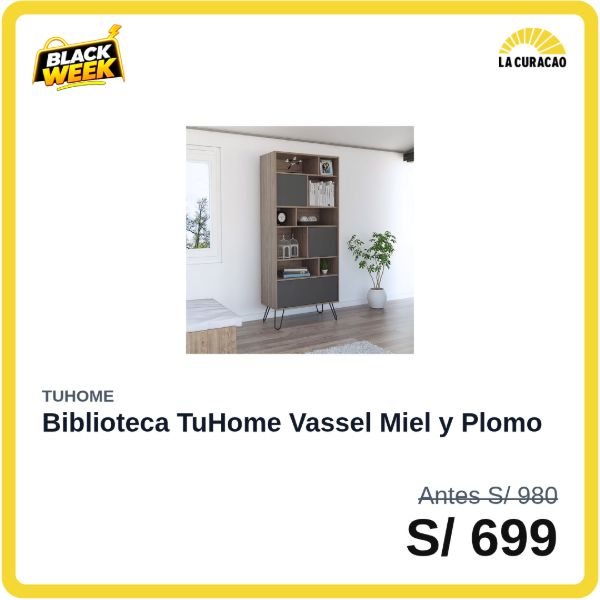 BLACK
WEEK
LA CURACAO
TUHOME
Biblioteca TuHome Vassel Miel y Plomo
Antes S/ 980
S/ 699